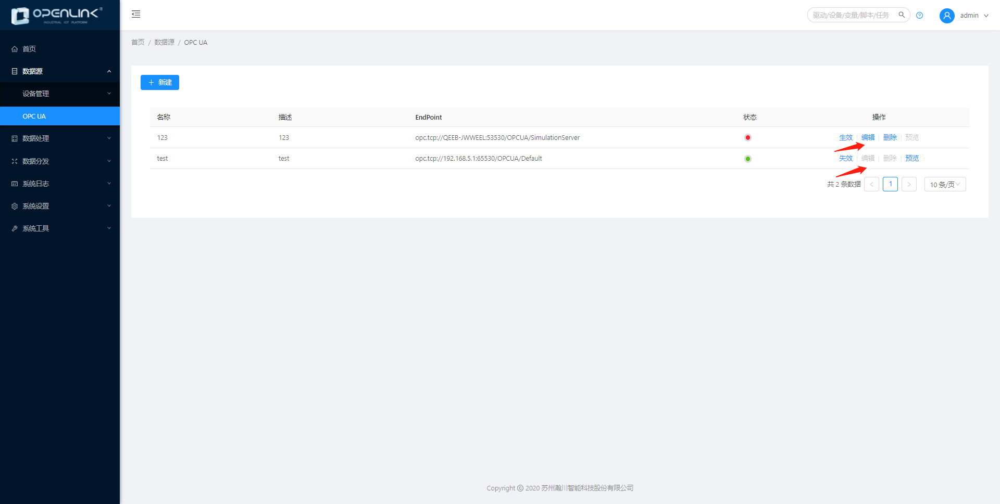 OPENLINK®
INDUSTRIAL IOT PLATFORM
驱动/设备/变量/脚本/任务
admin
首页
数据源
设备管理
OPC UA
数据处理
数据分发
系统日志
系统设置
系统工具
首页 / 数据源 / OPC UA
+ 新建
名称 描述 EndPoint 状态 操作
123 123 opc.tcp://QEEB-JWWEEL:53530/OPCUA/SimulationServer 生效 编辑 删除 预览
test test opc.tcp://192.168.5.1:65530/OPCUA/Default 失效 编辑 删除 预览
共 2 条数据 < 1 > 10 条/页
Copyright © 2020 苏州瀚川智能科技股份有限公司